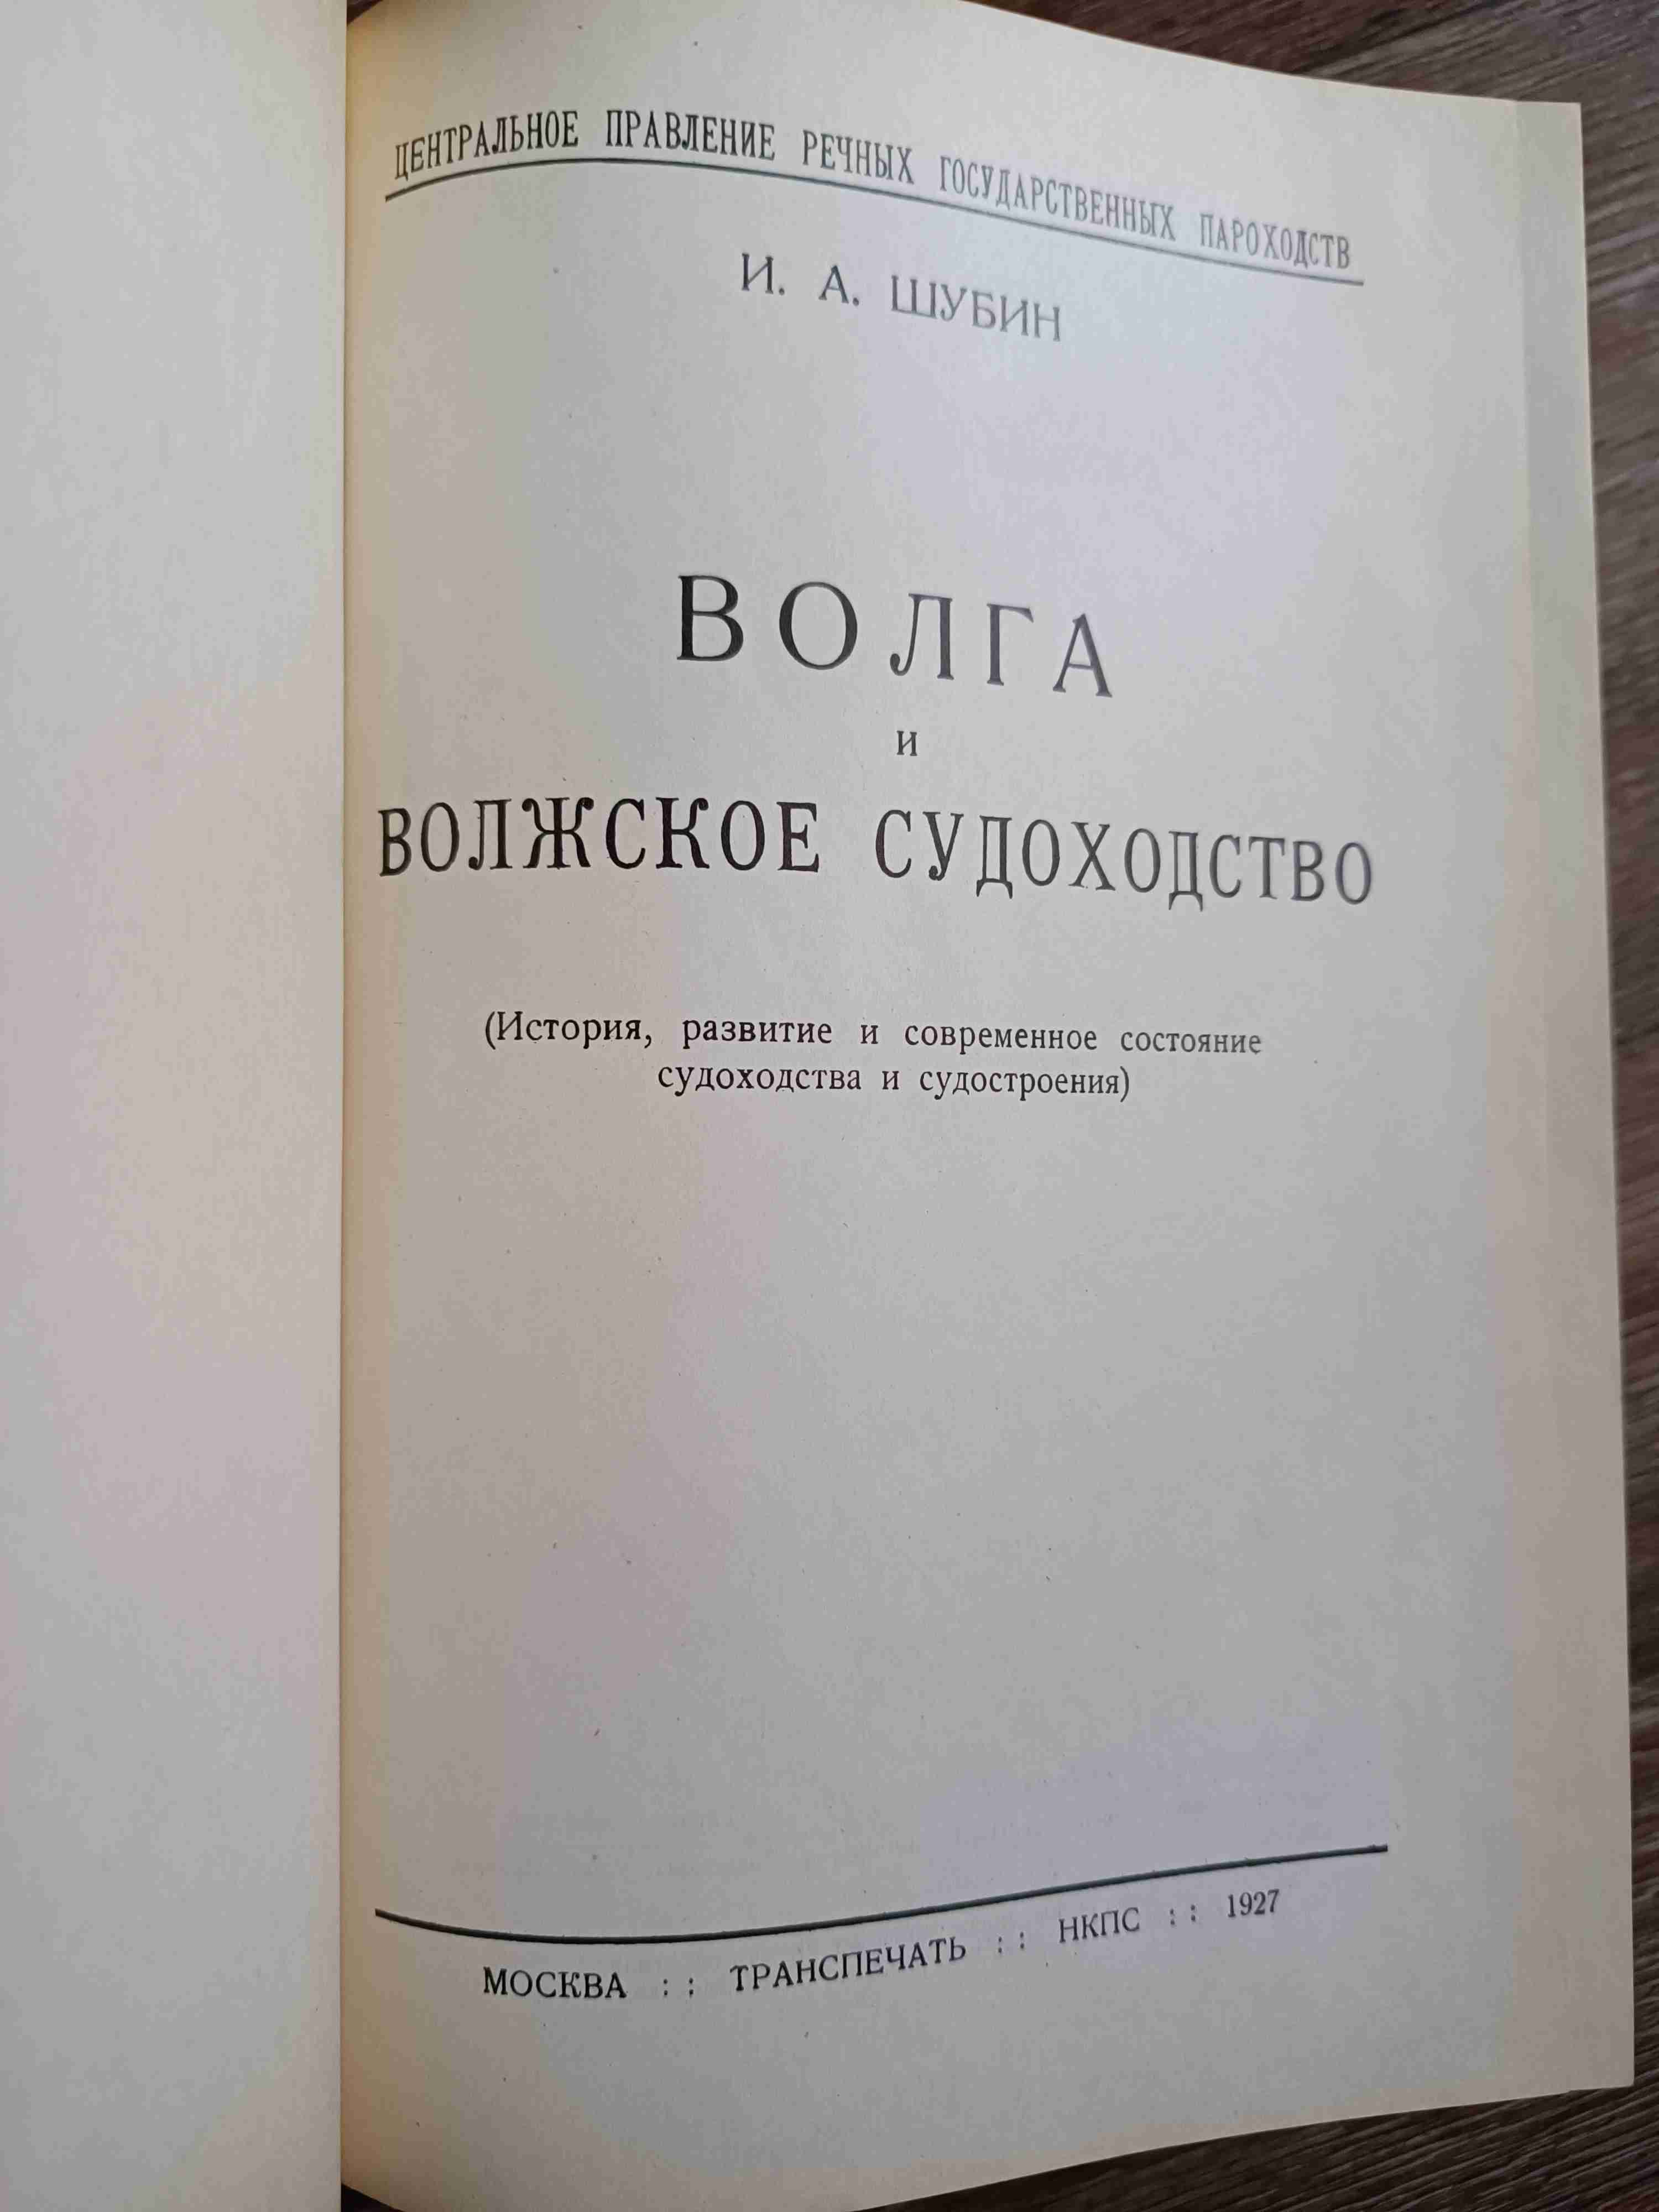 ЦЕНТРАЛЬНОЕ ПРАВЛЕНИЕ РЕЧНЫХ ГОСУДАРСТВЕННЫХ ПАРОХОДСТВ
И. А. ШУБИН
ВОЛГА
и
ВОЛЖСКОЕ СУДОХОДСТВО
(История, развитие и современное состояние
судоходства и судостроения)
МОСКВА :: ТРАНСПЕЧАТЬ :: НКПС :: 1927